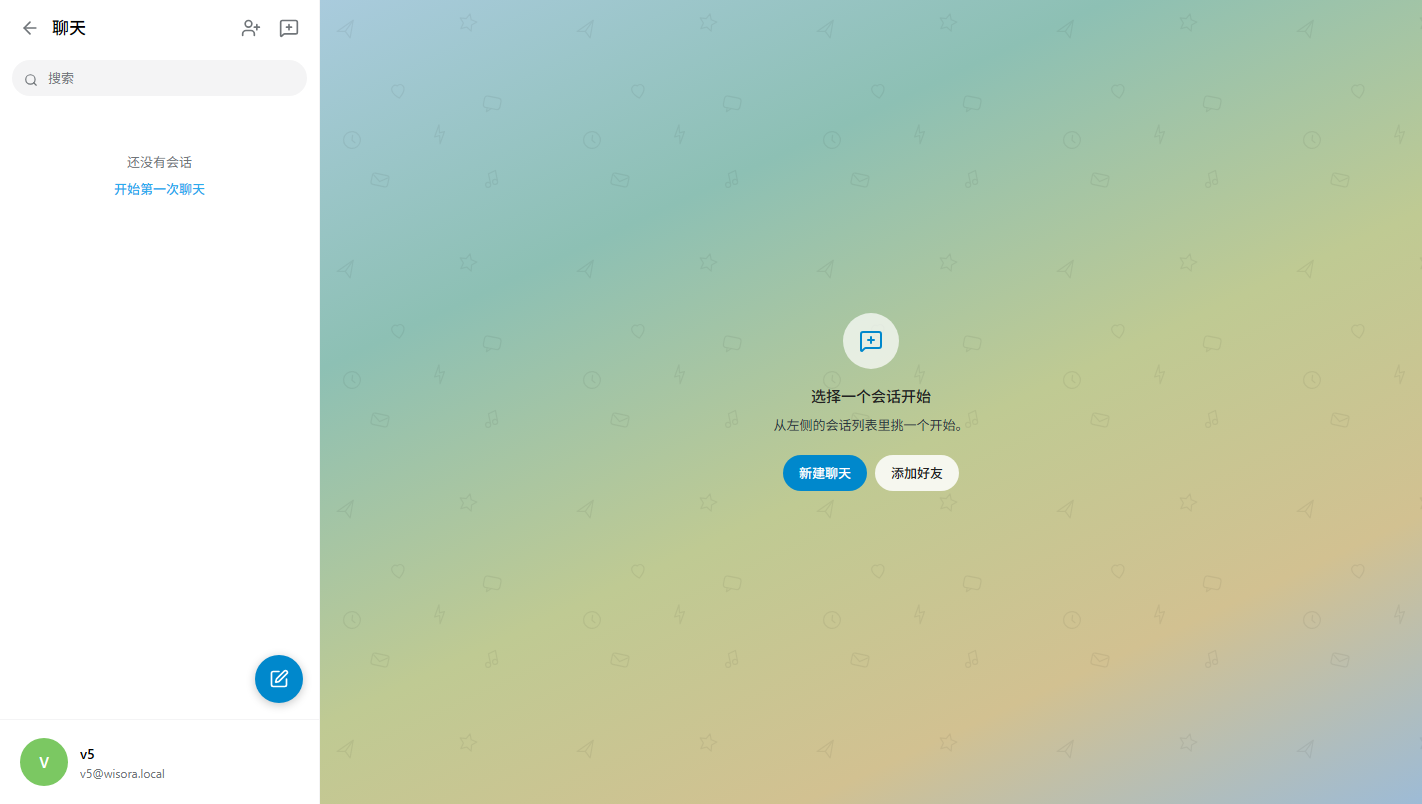 聊天
搜索
还没有会话
开始第一次聊天
选择一个会话开始
从左侧的会话列表里挑一个开始。
新建聊天
添加好友
V
v5
v5@wisora.local